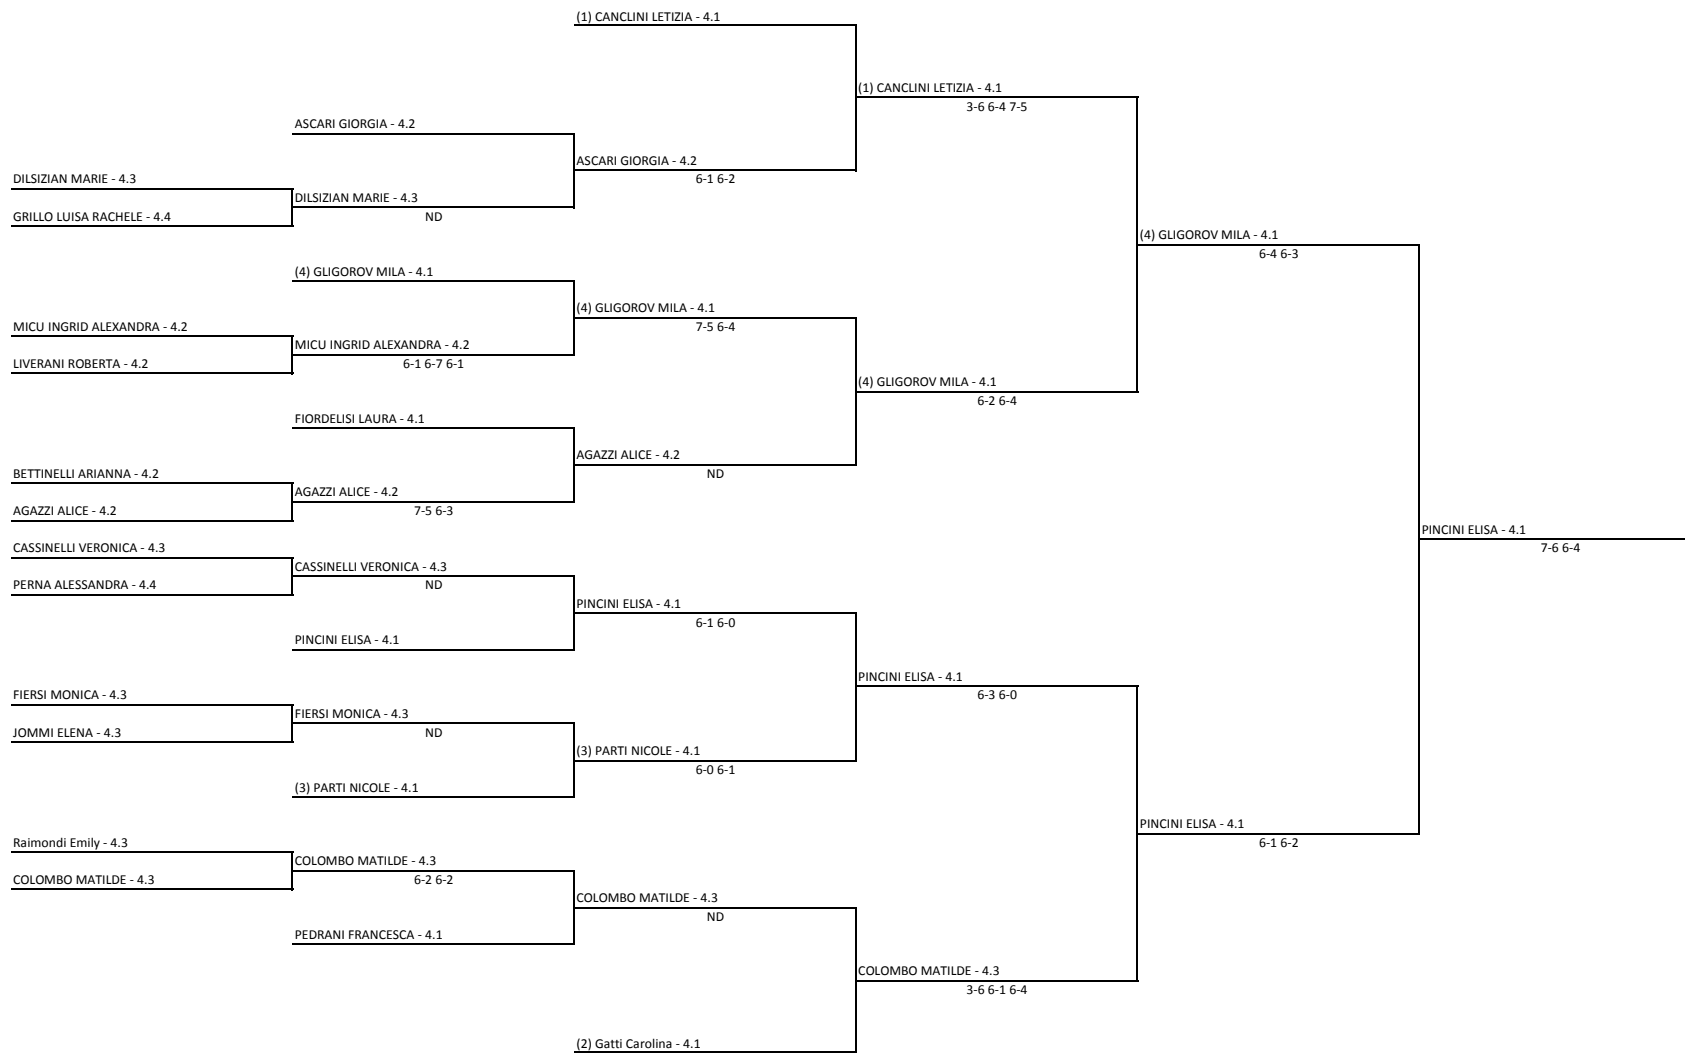 (1) CANCLINI LETIZIA - 4.1
(1) CANCLINI LETIZIA - 4.1
3-6 6-4 7-5
ASCARI GIORGIA - 4.2
ASCARI GIORGIA - 4.2
6-1 6-2
DILSIZIAN MARIE - 4.3
DILSIZIAN MARIE - 4.3
ND
GRILLO LUISA RACHELE - 4.4
(4) GLIGOROV MILA - 4.1
6-4 6-3
(4) GLIGOROV MILA - 4.1
(4) GLIGOROV MILA - 4.1
7-5 6-4
MICU INGRID ALEXANDRA - 4.2
MICU INGRID ALEXANDRA - 4.2
6-1 6-7 6-1
LIVERANI ROBERTA - 4.2
(4) GLIGOROV MILA - 4.1
6-2 6-4
FIORDELISI LAURA - 4.1
AGAZZI ALICE - 4.2
ND
BETTINELLI ARIANNA - 4.2
AGAZZI ALICE - 4.2
7-5 6-3
AGAZZI ALICE - 4.2
PINCINI ELISA - 4.1
7-6 6-4
CASSINELLI VERONICA - 4.3
CASSINELLI VERONICA - 4.3
ND
PERNA ALESSANDRA - 4.4
PINCINI ELISA - 4.1
6-1 6-0
PINCINI ELISA - 4.1
PINCINI ELISA - 4.1
6-3 6-0
FIERSI MONICA - 4.3
FIERSI MONICA - 4.3
ND
JOMMI ELENA - 4.3
(3) PARTI NICOLE - 4.1
6-0 6-1
(3) PARTI NICOLE - 4.1
PINCINI ELISA - 4.1
6-1 6-2
Raimondi Emily - 4.3
COLOMBO MATILDE - 4.3
6-2 6-2
COLOMBO MATILDE - 4.3
COLOMBO MATILDE - 4.3
ND
PEDRANI FRANCESCA - 4.1
COLOMBO MATILDE - 4.3
3-6 6-1 6-4
(2) Gatti Carolina - 4.1